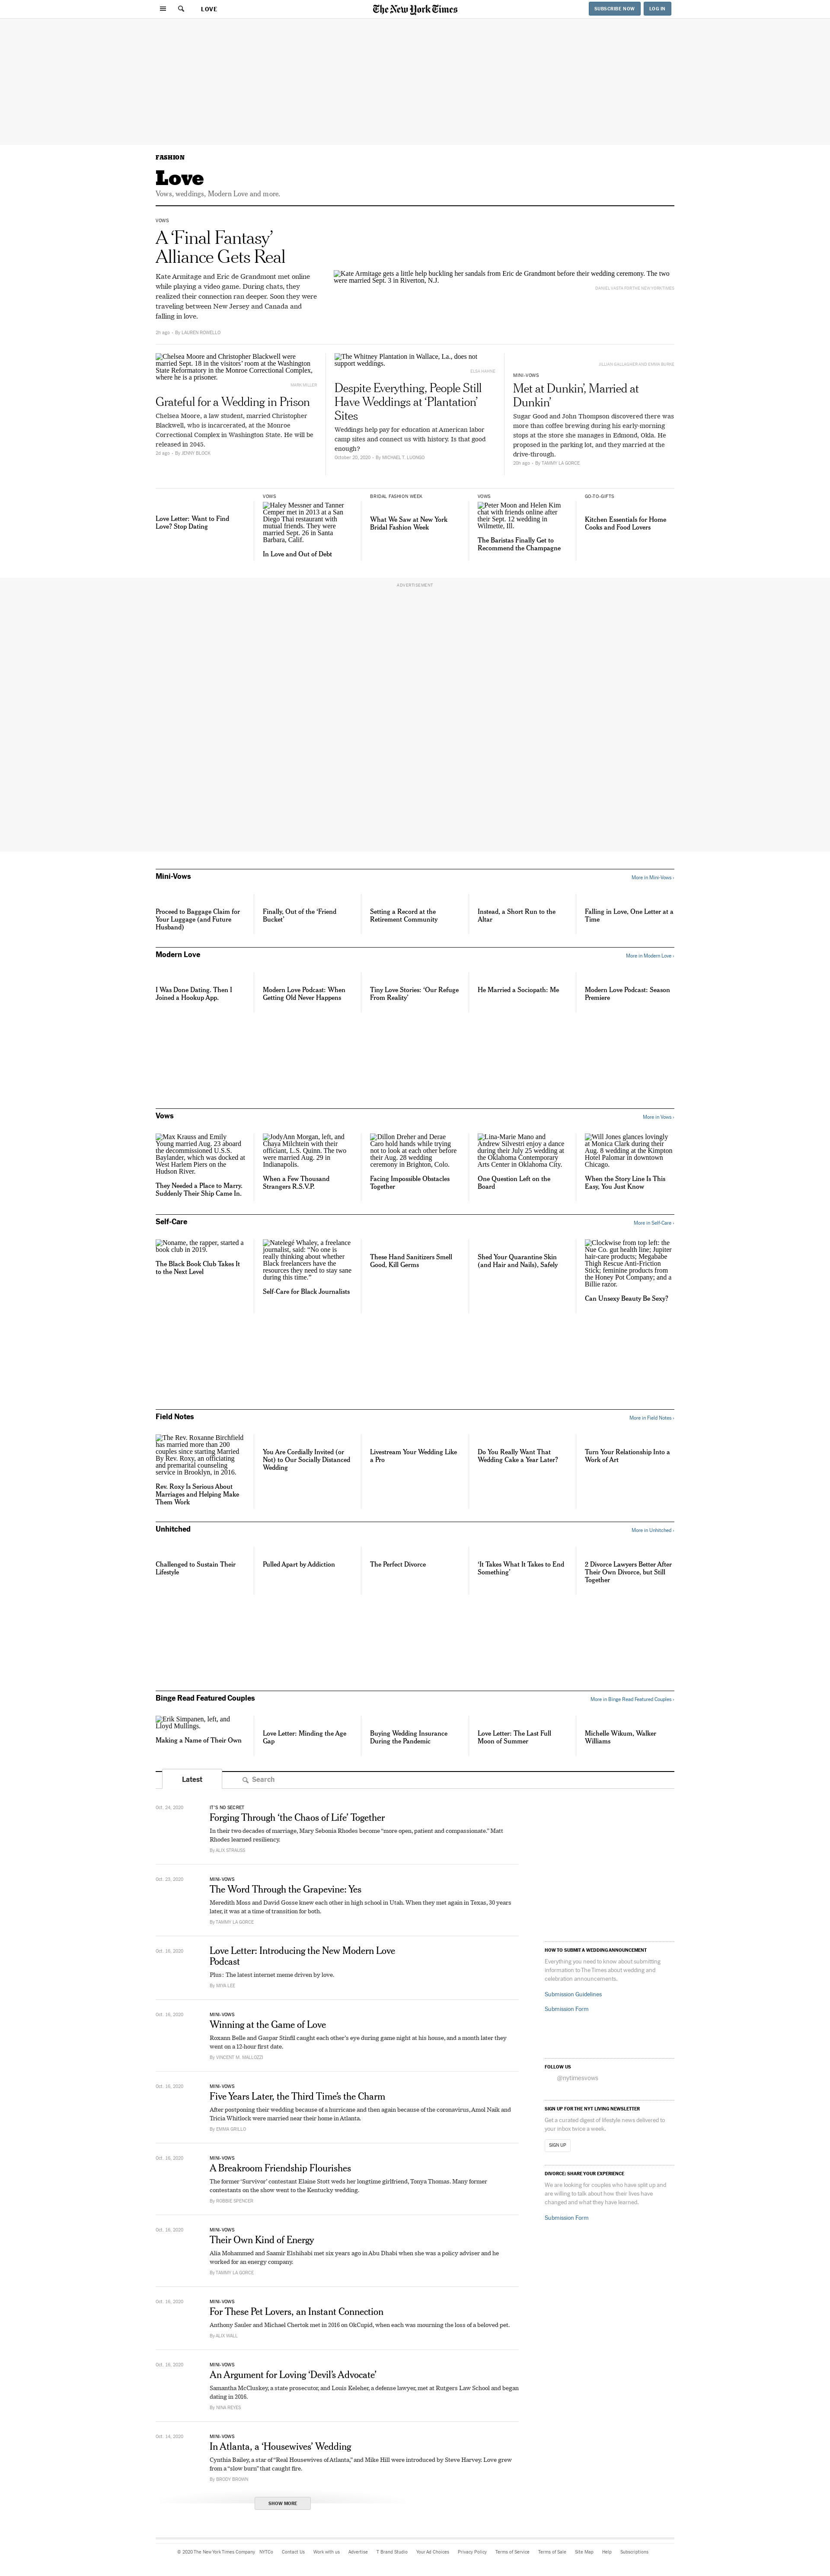 LOVE
The New York Times
SUBSCRIBE NOW
LOG IN
FASHION
Love
Vows, weddings, Modern Love and more.
VOWS
A ‘Final Fantasy’
Alliance Gets Real
Kate Armitage and Eric de Grandmont met online
while playing a video game. During chats, they
realized their connection ran deeper. Soon they were
traveling between New Jersey and Canada and
falling in love.
2h ago · By LAUREN ROWELLO
Kate Armitage gets a little help buckling her sandals from Eric de Grandmont before their wedding ceremony. The two
were married Sept. 3 in Riverton, N.J.
Chelsea Moore and Christopher Blackwell were
married Sept. 18 in the visitors’ room at the Washington
State Reformatory in the Monroe Correctional Complex,
where he is a prisoner.
Grateful for a Wedding in Prison
Chelsea Moore, a law student, married Christopher
Blackwell, who is incarcerated, at the Monroe
Correctional Complex in Washington State. He will be
released in 2045.
2d ago · By JENNY BLOCK
The Whitney Plantation in Wallace, La., does not
support weddings.
Despite Everything, People Still
Have Weddings at ‘Plantation’
Sites
Weddings help pay for education at American labor
camp sites and connect us with history. Is that good
enough?
October 20, 2020 · By MICHAEL T. LUONGO
JILLIAN GALLAGHER AND EMMA BURNS
MINI-VOWS
Met at Dunkin’, Married at
Dunkin’
Sugar Good and John Thompson discovered there was
more than coffee brewing during his early-morning
stops at the store she manages in Edmond, Okla. He
proposed in the parking lot, and they married at the
drive-through.
20h ago · By TAMMY LA GORCE
Love Letter: Want to Find
Love? Stop Dating
VOWS
Haley Messner and Tanner
Cemper met in 2013 at a San
Diego Thai restaurant with
mutual friends. They were
married Sept. 26 in Santa
Barbara, Calif.
In Love and Out of Debt
BRIDAL FASHION WEEK
What We Saw at New York
Bridal Fashion Week
VOWS
Peter Moon and Helen Kim
chat with friends online after
their Sept. 12 wedding in
Wilmette, Ill.
The Baristas Finally Get to
Recommend the Champagne
GO-TO-GIFTS
Kitchen Essentials for Home
Cooks and Food Lovers
ADVERTISEMENT
Mini-Vows
More in Mini-Vows ›
Proceed to Baggage Claim for
Your Luggage (and Future
Husband)
Finally, Out of the ‘Friend
Bucket’
Setting a Record at the
Retirement Community
Instead, a Short Run to the
Altar
Falling in Love, One Letter at a
Time
Modern Love
More in Modern Love ›
I Was Done Dating. Then I
Joined a Hookup App.
Modern Love Podcast: When
Getting Old Never Happens
Tiny Love Stories: ‘Our Refuge
From Reality’
He Married a Sociopath: Me
Modern Love Podcast: Season
Premiere
Vows
More in Vows ›
Max Krauss and Emily
Young married Aug. 23 aboard
the decommissioned U.S.S.
Baylander, which was docked at
West Harlem Piers on the
Hudson River.
They Needed a Place to Marry.
Suddenly Their Ship Came In.
JodyAnn Morgan, left, and
Chaya Milchtein with their
officiant, L.S. Quinn. The two
were married Aug. 29 in
Indianapolis.
When a Few Thousand
Strangers R.S.V.P.
Dillon Dreher and Derae
Caro hold hands while trying
not to look at each other before
their Aug. 28 wedding
ceremony in Brighton, Colo.
Facing Impossible Obstacles
Together
Lina-Marie Mano and
Andrew Silvestri enjoy a dance
during their July 25 wedding at
the Oklahoma Contemporary
Arts Center in Oklahoma City.
One Question Left on the
Board
Will Jones glances lovingly
at Monica Clark during their
Aug. 8 wedding at the Kimpton
Hotel Palomar in downtown
Chicago.
When the Story Line Is This
Easy, You Just Know
Self-Care
More in Self-Care ›
Noname, the rapper, started a
book club in 2019.
The Black Book Club Takes It
to the Next Level
Natelegé Whaley, a freelance
journalist, said: “No one is
really thinking about whether
Black freelancers have the
resources they need to stay sane
during this time.”
Self-Care for Black Journalists
These Hand Sanitizers Smell
Good, Kill Germs
Shed Your Quarantine Skin
(and Hair and Nails), Safely
Clockwise from top left: the
Nue Co. gut health line; Jupiter
hair-care products; Megababe
Thigh Rescue Anti-Friction
Stick; feminine products from
the Honey Pot Company; and a
Billie razor.
Can Unsexy Beauty Be Sexy?
Field Notes
More in Field Notes ›
The Rev. Roxanne Birchfield
has married more than 200
couples since starting Married
By Rev. Roxy, an officiating
and premarital counseling
service in Brooklyn, in 2016.
Rev. Roxy Is Serious About
Marriages and Helping Make
Them Work
You Are Cordially Invited (or
Not) to Our Socially Distanced
Wedding
Livestream Your Wedding Like
a Pro
Do You Really Want That
Wedding Cake a Year Later?
Turn Your Relationship Into a
Work of Art
Unhitched
More in Unhitched ›
Challenged to Sustain Their
Lifestyle
Pulled Apart by Addiction
The Perfect Divorce
‘It Takes What It Takes to End
Something’
2 Divorce Lawyers Better After
Their Own Divorce, but Still
Together
Binge Read Featured Couples
More in Binge Read Featured Couples ›
Erik Simpanen, left, and
Lloyd Mullings.
Making a Name of Their Own
Love Letter: Minding the Age
Gap
Buying Wedding Insurance
During the Pandemic
Love Letter: The Last Full
Moon of Summer
Michelle Wikum, Walker
Williams
Latest
Search
Oct. 24, 2020
IT’S NO SECRET
Forging Through ‘the Chaos of Life’ Together
In their two decades of marriage, Mary Sebonia Rhodes become “more open, patient and compassionate.” Matt
Rhodes learned resiliency.
By ALIX STRAUSS
Oct. 23, 2020
MINI-VOWS
The Word Through the Grapevine: Yes
Meredith Moss and David Gosse knew each other in high school in Utah. When they met again in Texas, 30 years
later, it was at a time of transition for both.
By TAMMY LA GORCE
Oct. 16, 2020
Love Letter: Introducing the New Modern Love
Podcast
Plus: The latest internet meme driven by love.
By MIYA LEE
Oct. 16, 2020
MINI-VOWS
Winning at the Game of Love
Roxann Belle and Gaspar Stinfil caught each other’s eye during game night at his house, and a month later they
went on a 12-hour first date.
By VINCENT M. MALLOZZI
Oct. 16, 2020
MINI-VOWS
Five Years Later, the Third Time’s the Charm
After postponing their wedding because of a hurricane and then again because of the coronavirus, Amol Naik and
Tricia Whitlock were married near their home in Atlanta.
By EMMA GRILLO
Oct. 16, 2020
MINI-VOWS
A Breakroom Friendship Flourishes
The former ‘Survivor’ contestant Elaine Stott weds her longtime girlfriend, Tonya Thomas. Many former
contestants on the show went to the Kentucky wedding.
By ROBBIE SPENCER
Oct. 16, 2020
MINI-VOWS
Their Own Kind of Energy
Alia Mohammed and Saamir Elshihabi met six years ago in Abu Dhabi when she was a policy adviser and he
worked for an energy company.
By TAMMY LA GORCE
Oct. 16, 2020
MINI-VOWS
For These Pet Lovers, an Instant Connection
Anthony Sauler and Michael Chertok met in 2016 on OkCupid, when each was mourning the loss of a beloved pet.
By ALIX WALL
Oct. 16, 2020
MINI-VOWS
An Argument for Loving ‘Devil’s Advocate’
Samantha McCluskey, a state prosecutor, and Louis Keleher, a defense lawyer, met at Rutgers Law School and began
dating in 2016.
By NINA REYES
Oct. 14, 2020
MINI-VOWS
In Atlanta, a ‘Housewives’ Wedding
Cynthia Bailey, a star of “Real Housewives of Atlanta,” and Mike Hill were introduced by Steve Harvey. Love grew
from a “slow burn” that caught fire.
By BRODY BROWN
SHOW MORE
HOW TO SUBMIT A WEDDING ANNOUNCEMENT
Everything you need to know about submitting
information to The Times about wedding and
celebration announcements.
Submission Guidelines
Submission Form
FOLLOW US
@nytimesvows
SIGN UP FOR THE NYT LIVING NEWSLETTER
Get a curated digest of lifestyle news delivered to
your inbox twice a week.
SIGN UP
DIVORCE: SHARE YOUR EXPERIENCE
We are looking for couples who have split up and
are willing to talk about how their lives have
changed and what they have learned.
Submission Form
© 2020 The New York Times Company NYTCo Contact Us Work with us Advertise T Brand Studio Your Ad Choices Privacy Policy Terms of Service Terms of Sale Site Map Help Subscriptions